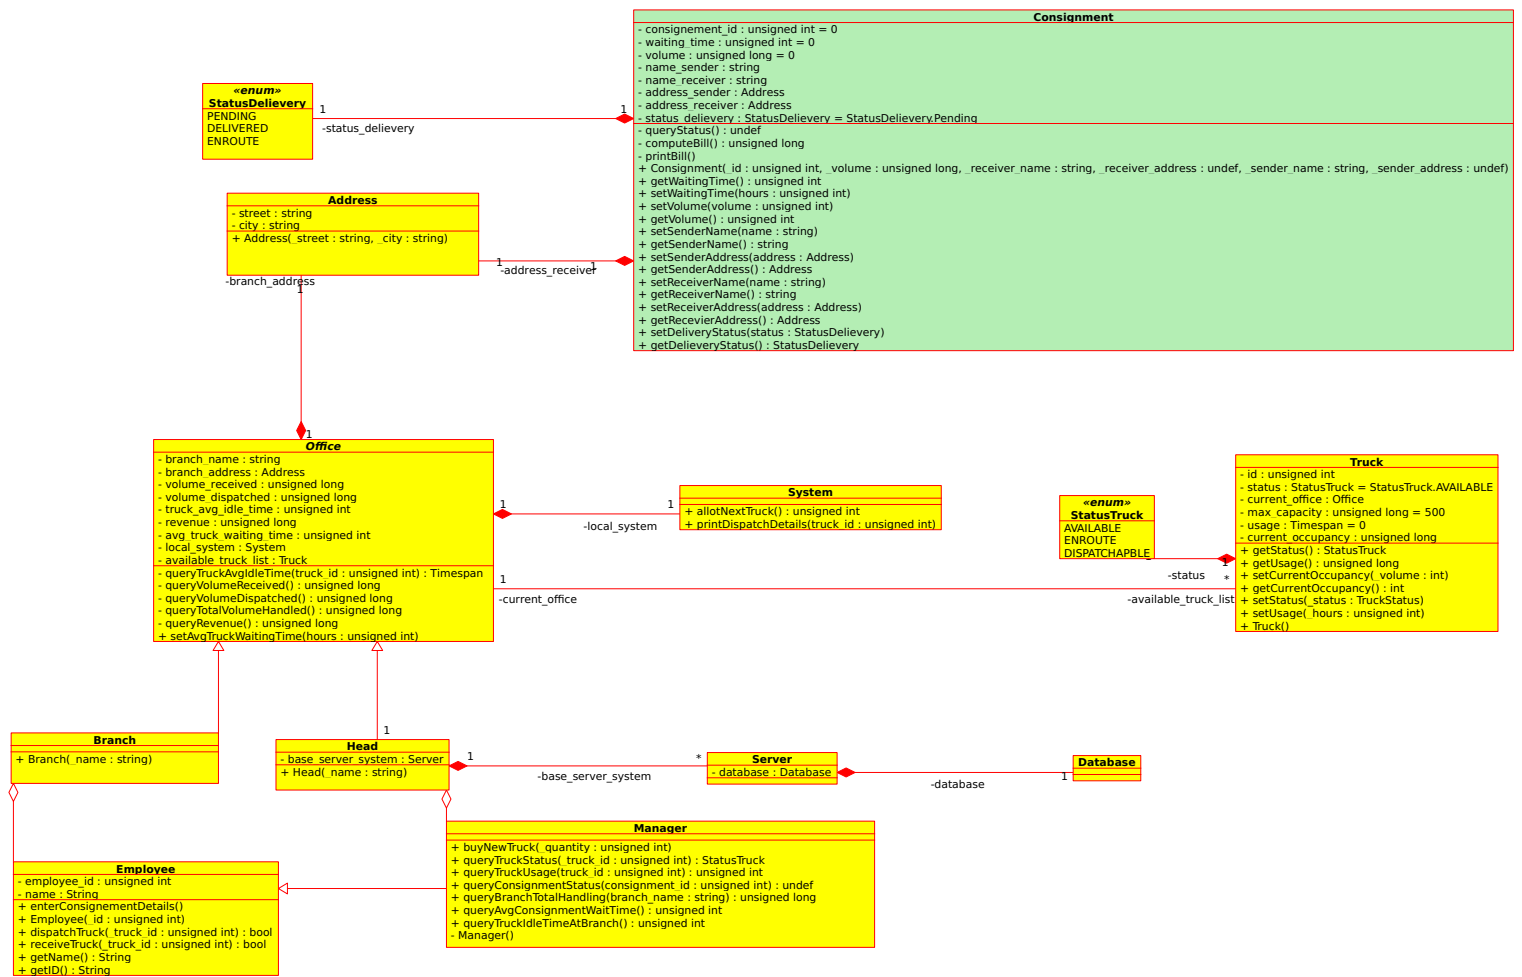 Consignment
- consignement_id : unsigned int = 0
- waiting_time : unsigned int = 0
- volume : unsigned long = 0
- name_sender : string
- name_receiver : string
- address_sender : Address
- address_receiver : Address
- status_delievery : StatusDelievery = StatusDelievery.Pending
- queryStatus() : undef
- computeBill() : unsigned long
- printBill()
+ Consignment(_id : unsigned int, _volume : unsigned long, _receiver_name : string, _receiver_address : undef, _sender_name : string, _sender_address : undef)
+ getWaitingTime() : unsigned int
+ setWaitingTime(hours : unsigned int)
+ setVolume(volume : unsigned int)
+ getVolume() : unsigned int
+ setSenderName(name : string)
+ getSenderName() : string
+ setSenderAddress(address : Address)
+ getSenderAddress() : Address
+ setReceiverName(name : string)
+ getReceiverName() : string
+ setReceiverAddress(address : Address)
+ getRecevierAddress() : Address
+ setDeliveryStatus(status : StatusDelievery)
+ getDelieveryStatus() : StatusDelievery
«enum»
StatusDelievery
PENDING
DELIVERED
ENROUTE
1
1
-status_delievery
Address
- street : string
- city : string
+ Address(_street : string, _city : string)
1
1
-address_receiver
-branch_address
1
1
Office
- branch_name : string
- branch_address : Address
- volume_received : unsigned long
- volume_dispatched : unsigned long
- truck_avg_idle_time : unsigned int
- revenue : unsigned long
- avg_truck_waiting_time : unsigned int
- local_system : System
- available_truck_list : Truck
- queryTruckAvgIdleTime(truck_id : unsigned int) : Timespan
- queryVolumeReceived() : unsigned long
- queryVolumeDispatched() : unsigned long
- queryTotalVolumeHandled() : unsigned long
- queryRevenue() : unsigned long
+ setAvgTruckWaitingTime(hours : unsigned int)
1
1
-local_system
System
+ allotNextTruck() : unsigned int
+ printDispatchDetails(truck_id : unsigned int)
1
-current_office
*
-available_truck_list
«enum»
StatusTruck
AVAILABLE
ENROUTE
DISPATCHAPBLE
1
-status
Truck
- id : unsigned int
- status : StatusTruck = StatusTruck.AVAILABLE
- current_office : Office
- max_capacity : unsigned long = 500
- usage : Timespan = 0
- current_occupancy : unsigned long
+ getStatus() : StatusTruck
+ getUsage() : unsigned long
+ setCurrentOccupancy(_volume : int)
+ getCurrentOccupancy() : int
+ setStatus(_status : TruckStatus)
+ setUsage(_hours : unsigned int)
+ Truck()
Branch
+ Branch(_name : string)
1
Head
- base_server_system : Server
+ Head(_name : string)
1
*
-base_server_system
Server
- database : Database
1
-database
Database
Manager
+ buyNewTruck(_quantity : unsigned int)
+ queryTruckStatus(_truck_id : unsigned int) : StatusTruck
+ queryTruckUsage(truck_id : unsigned int) : unsigned int
+ queryConsignmentStatus(consignment_id : unsigned int) : undef
+ queryBranchTotalHandling(branch_name : string) : unsigned long
+ queryAvgConsignmentWaitTime() : unsigned int
+ queryTruckIdleTimeAtBranch() : unsigned int
- Manager()
Employee
- employee_id : unsigned int
- name : String
+ enterConsignementDetails()
+ Employee(_id : unsigned int)
+ dispatchTruck(_truck_id : unsigned int) : bool
+ receiveTruck(_truck_id : unsigned int) : bool
+ getName() : String
+ getID() : String